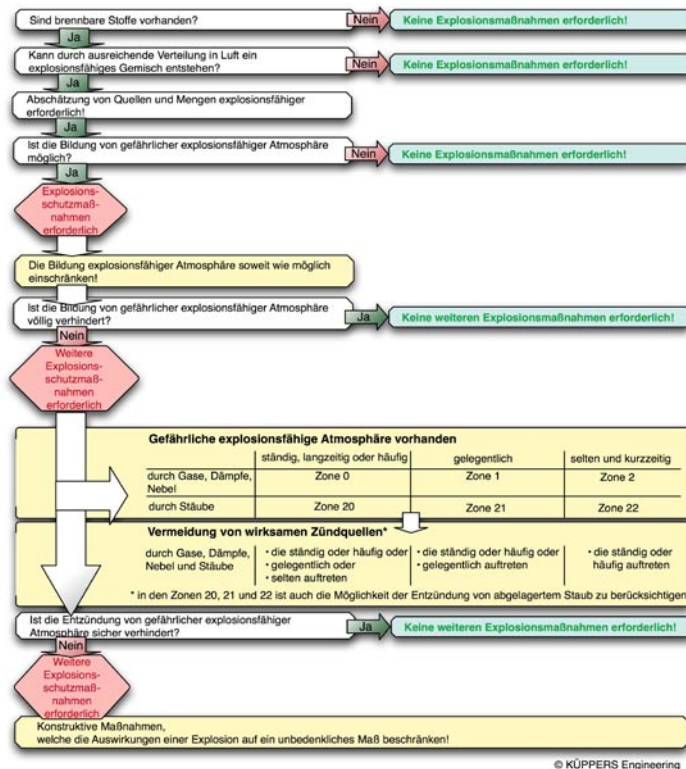 Sind brennbare Stoffe vorhanden?
Nein
Keine Explosionsmaßnahmen erforderlich!
Ja
Kann durch ausreichende Verteilung in Luft ein
explosionsfähiges Gemisch entstehen?
Nein
Keine Explosionsmaßnahmen erforderlich!
Ja
Abschätzung von Quellen und Mengen explosionsfähiger
erforderlich!
Ja
Ist die Bildung von gefährlicher explosionsfähiger Atmosphäre
möglich?
Nein
Keine Explosionsmaßnahmen erforderlich!
Ja
Explosions-
schutzmaß-
nahmen
erforderlich
Die Bildung explosionsfähiger Atmosphäre soweit wie möglich
einschränken!
Ist die Bildung von gefährlicher explosionsfähiger Atmosphäre
völlig verhindert?
Ja
Keine weiteren Explosionsmaßnahmen erforderlich!
Nein
Weitere
Explosions-
schutzmaß-
nahmen
erforderlich
Gefährliche explosionsfähige Atmosphäre vorhanden
ständig, langzeitig oder häufig
gelegentlich
selten und kurzzeitig
durch Gase, Dämpfe,
Nebel
Zone 0
Zone 1
Zone 2
durch Stäube
Zone 20
Zone 21
Zone 22
Vermeidung von wirksamen Zündquellen*
durch Gase, Dämpfe,
Nebel und Stäube
• die ständig oder häufig oder
• gelegentlich oder
• selten auftreten
• die ständig oder häufig oder
• gelegentlich auftreten
• die ständig oder
häufig auftreten
* in den Zonen 20, 21 und 22 ist auch die Möglichkeit der Entzündung von abgelagertem Staub zu berücksichtigen
Ist die Entzündung von gefährlicher explosionsfähiger
Atmosphäre sicher verhindert?
Ja
Keine weiteren Explosionsmaßnahmen erforderlich!
Nein
Weitere
Explosions-
schutzmaß-
nahmen
erforderlich
Konstruktive Maßnahmen,
welche die Auswirkungen einer Explosion auf ein unbedenkliches Maß beschränken!
© KÜPPERS Engineering